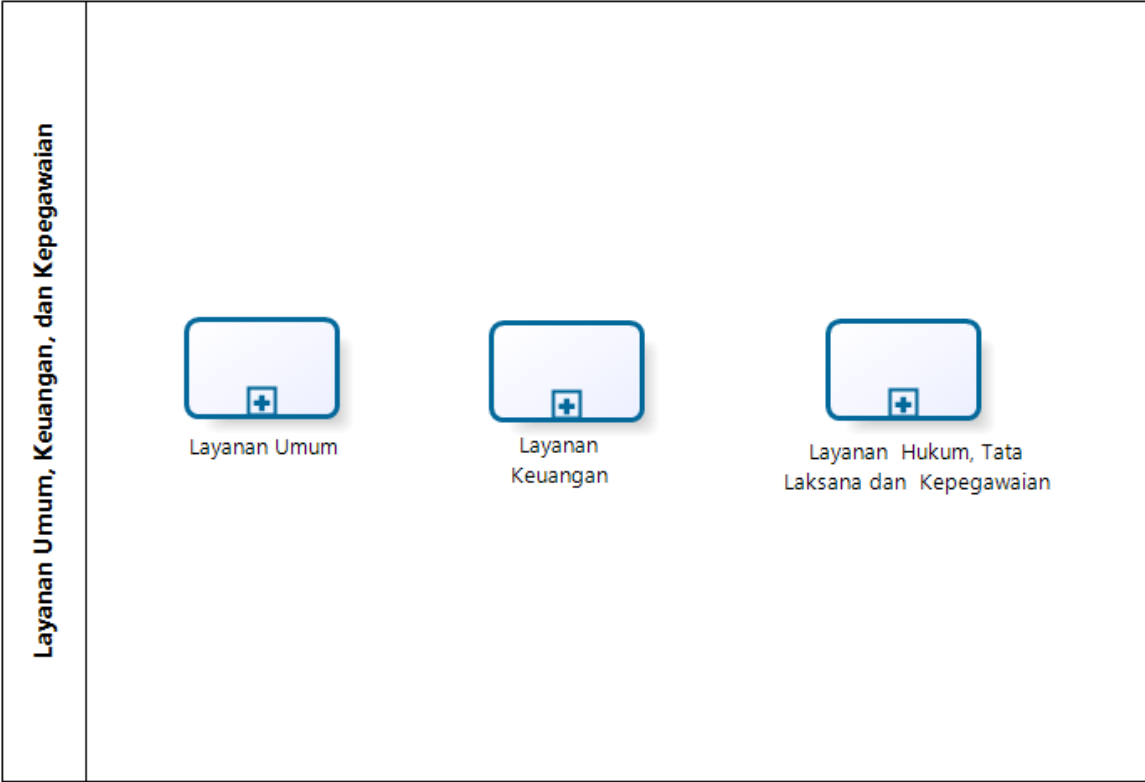 Layanan Umum, Keuangan, dan Kepegawaian
Layanan Umum
Layanan
Keuangan
Layanan  Hukum, Tata
Laksana dan  Kepegawaian